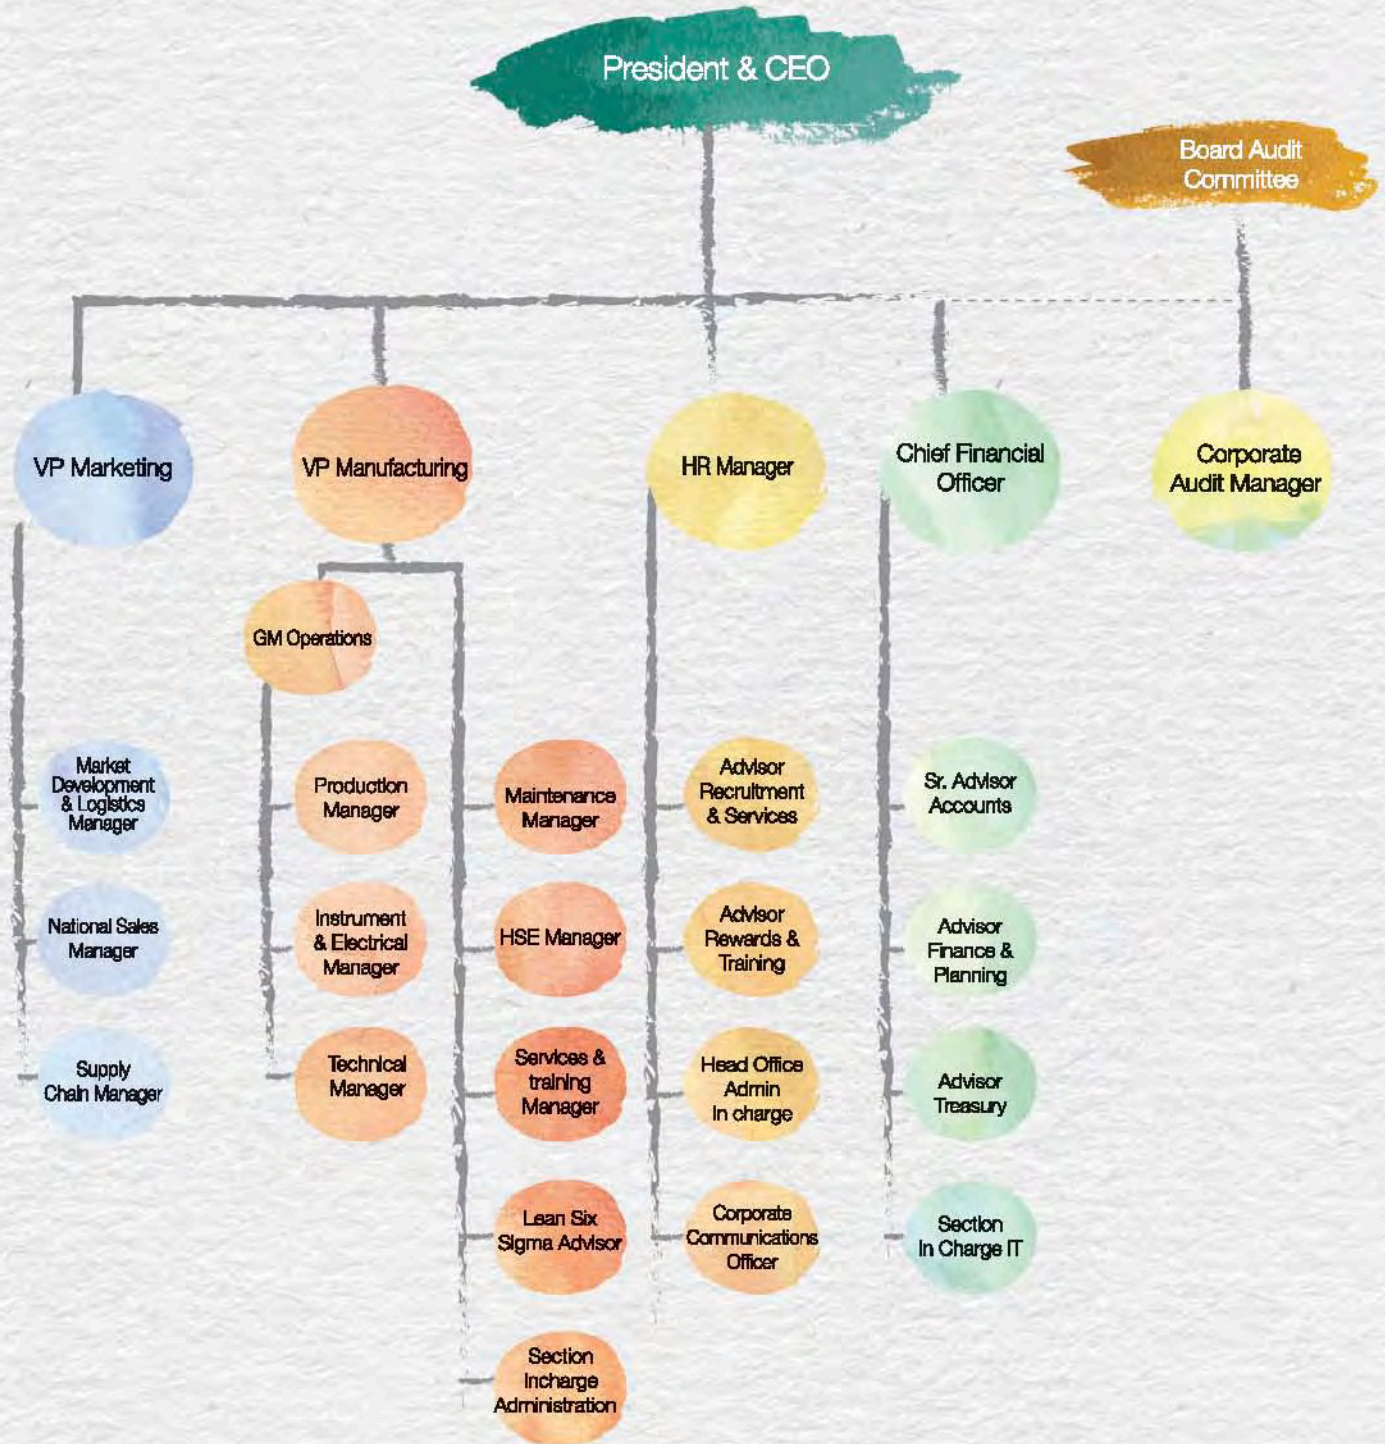 President & CEO
Board Audit
Committee
VP Marketing
VP Manufacturing
HR Manager
Chief Financial
Officer
Corporate
Audit Manager
GM Operations
Market
Development
& Logistics
Manager
Production
Manager
Maintenance
Manager
Advisor
Recruitment
& Services
Sr. Advisor
Accounts
National Sales
Manager
Instrument
& Electrical
Manager
HSE Manager
Advisor
Rewards &
Training
Advisor
Finance &
Planning
Supply
Chain Manager
Technical
Manager
Services &
training
Manager
Head Office
Admin
In charge
Advisor
Treasury
Lean Six
Sigma Advisor
Corporate
Communications
Officer
Section
In Charge IT
Section
Incharge
Administration